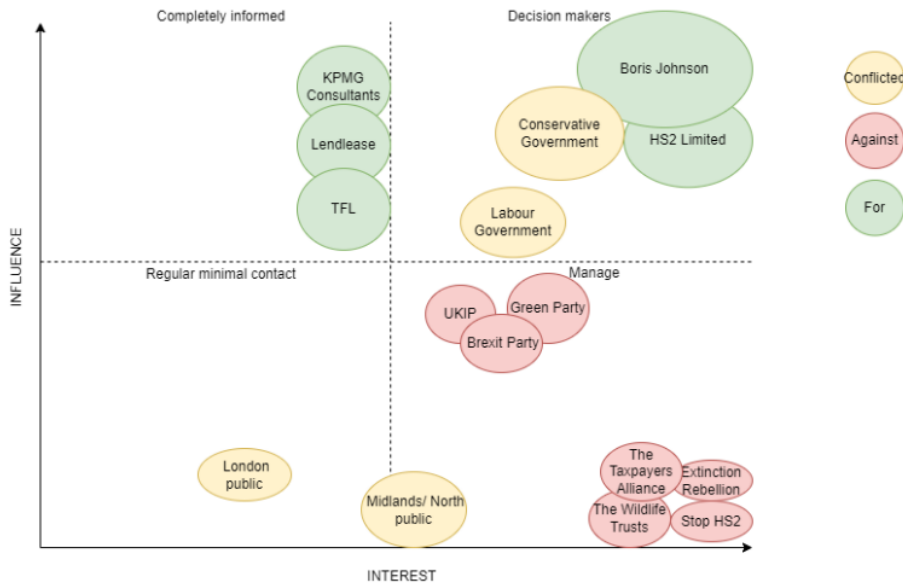 Completely informed
Decision makers
KPMG
Consultants
Boris Johnson
Conflicted
Conservative
Government
Lendlease
HS2 Limited
Against
TFL
Labour
Government
For
INFLUENCE
Regular minimal contact
Manage
UKIP
Green Party
Brexit Party
London
public
The
Taxpayers
Alliance
Extinction
Rebellion
Midlands/ North
public
The Wildlife
Trusts
Stop HS2
INTEREST